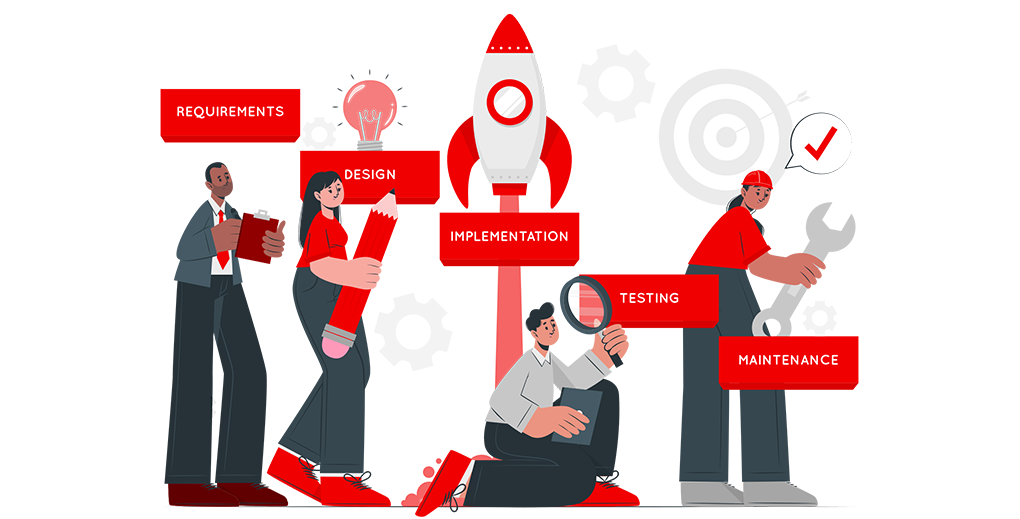 REQUIREMENTS
DESIGN
IMPLEMENTATION
TESTING
MAINTENANCE